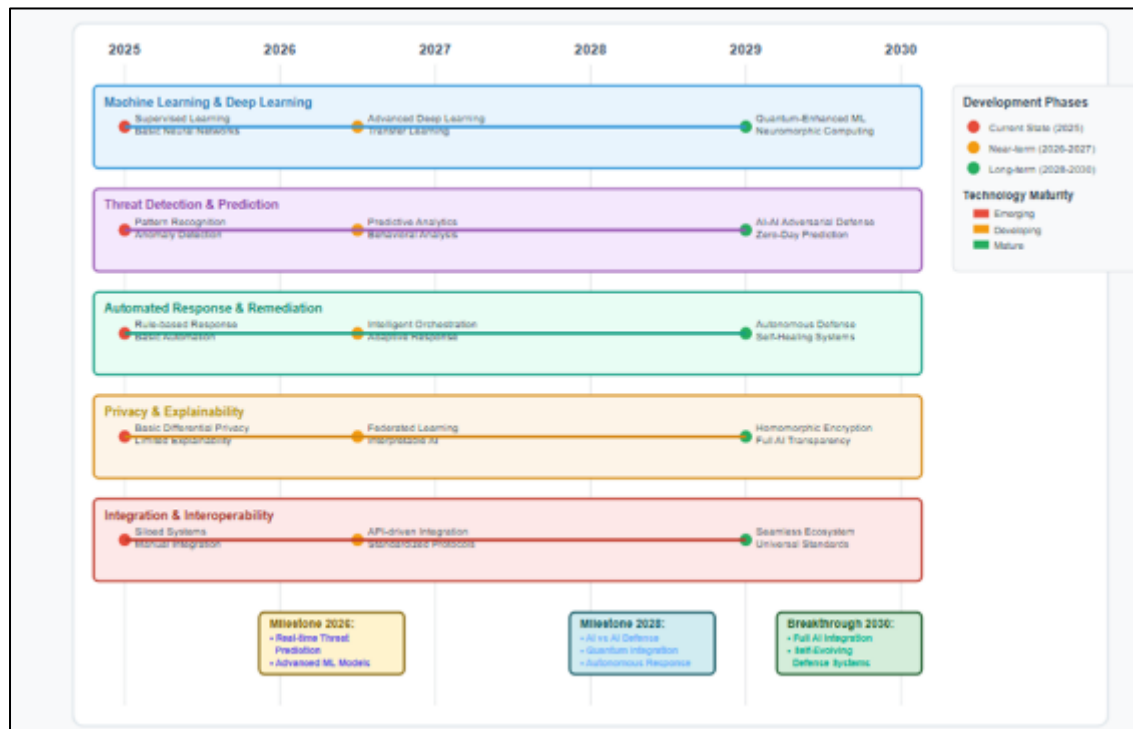 2025 2026 2027 2028 2029 2030
Machine Learning & Deep Learning
Supervised Learning
Basic Neural Networks
Advanced Deep Learning
Transfer Learning
Quantum-Enhanced ML
Neuromorphic Computing
Threat Detection & Prediction
Pattern Recognition
Anomaly Detection
Predictive Analytics
Behavioral Analysis
AI-AI Adversarial Defense
Zero-Day Prediction
Automated Response & Remediation
Rule-based Response
Basic Automation
Intelligent Orchestration
Adaptive Response
Autonomous Defense
Self-Healing Systems
Privacy & Explainability
Basic Differential Privacy
Limited Explainability
Federated Learning
Interpretable AI
Homomorphic Encryption
Full AI Transparency
Integration & Interoperability
Siloed Systems
Manual Integration
API-driven Integration
Standardized Protocols
Seamless Ecosystem
Universal Standards
Development Phases
Current State (2025)
Near-term (2026-2027)
Long-term (2028-2030)
Technology Maturity
Emerging
Developing
Mature
Milestone 2026:
• Real-time Threat
Prediction
• Advanced ML Models
Milestone 2028:
• AI vs AI Defense
• Quantum Integration
• Autonomous Response
Breakthrough 2030:
• Full AI Integration
• Self-Evolving
Defense Systems